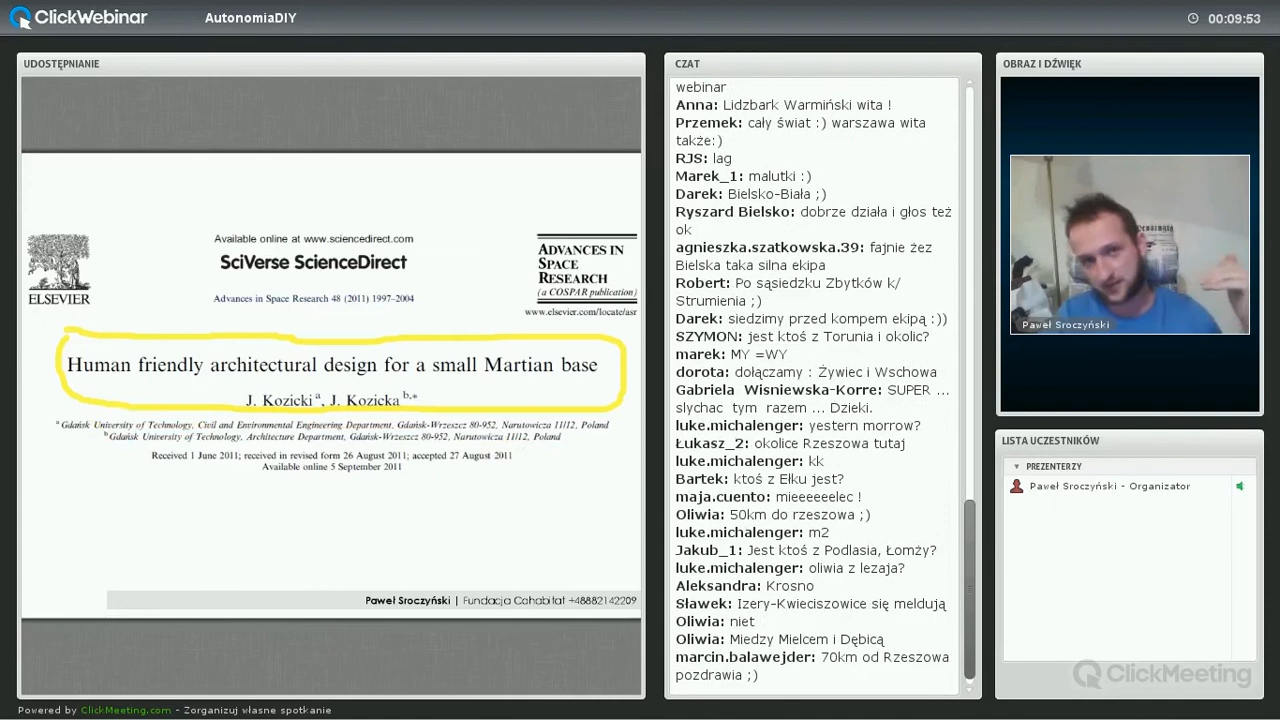 ClickWebinar
AutonomiaDIY
00:09:53
UDOSTĘPNIANIE
Available online at www.sciencedirect.com
SciVerse ScienceDirect
ELSEVIER
Advances in Space Research 48 (2011) 1997–2004
ADVANCES IN
SPACE
RESEARCH
(a COSPAR publication)
www.elsevier.com/locate/asr
Human friendly architectural design for a small Martian base
J. Kozicki a, J. Kozicka b,*
a Gdańsk University of Technology, Civil and Environmental Engineering Department, Gdańsk-Wrzeszcz 80-952, Narutowicza 11/12, Poland
b Gdańsk University of Technology, Architecture Department, Gdańsk-Wrzeszcz 80-952, Narutowicza 11/12, Poland
Received 1 June 2011; received in revised form 26 August 2011; accepted 27 August 2011
Available online 5 September 2011
Paweł Sroczyński | Fundacja Cohabitat +48882142209
CZAT
webinar
Anna: Lidzbark Warmiński wita !
Przemek: cały świat :) warszawa wita
także:)
RJS: lag
Marek_1: malutki :)
Darek: Bielsko-Biała ;)
Ryszard Bielsko: dobrze działa i głos też
ok
agnieszka.szatkowska.39: fajnie żez
Bielska taka silna ekipa
Robert: Po sąsiedzku Zbytków k/
Strumienia ;)
Darek: siedzimy przed kompem ekipą :))
SZYMON: jest ktoś z Torunia i okolic?
marek: MY =WY
dorota: dołączamy : Żywiec i Wschowa
Gabriela Wisniewska-Korre: SUPER ...
slychac tym razem ... Dzieki.
luke.michalenger: yestern morrow?
Łukasz_2: okolice Rzeszowa tutaj
luke.michalenger: kk
Bartek: ktoś z Ełku jest?
maja.cuento: mieeeeeelec !
Oliwia: 50km do rzeszowa ;)
luke.michalenger: m2
Jakub_1: Jest ktoś z Podlasia, Łomży?
luke.michalenger: oliwia z lezaja?
Aleksandra: Krosno
Sławek: Izery-Kwieciszowice się meldują
Oliwia: niet
Oliwia: Miedzy Mielcem i Dębicą
marcin.balawejder: 70km od Rzeszowa
pozdrawia ;)
OBRAZ I DŹWIĘK
Paweł Sroczyński
LISTA UCZESTNIKÓW
PREZENTERZY
Paweł Sroczyński - Organizator
ClickMeeting
Powered by ClickMeeting.com - Zorganizuj własne spotkanie